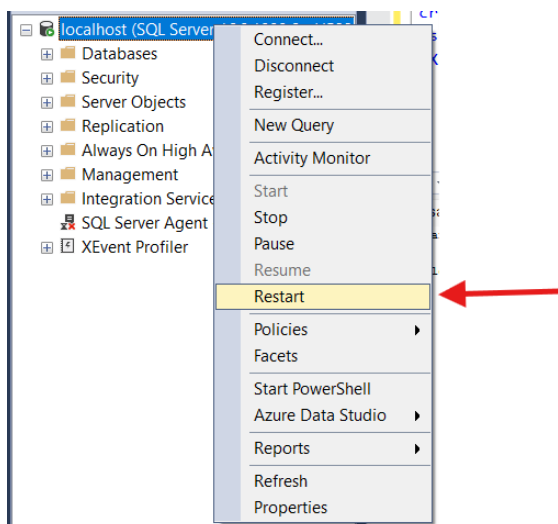 localhost (SQL Server
Databases
Security
Server Objects
Replication
Always On High A
Management
Integration Service
SQL Server Agent
XEvent Profiler
Connect...
Disconnect
Register...
New Query
Activity Monitor
Start
Stop
Pause
Resume
Restart
Policies
Facets
Start PowerShell
Azure Data Studio
Reports
Refresh
Properties